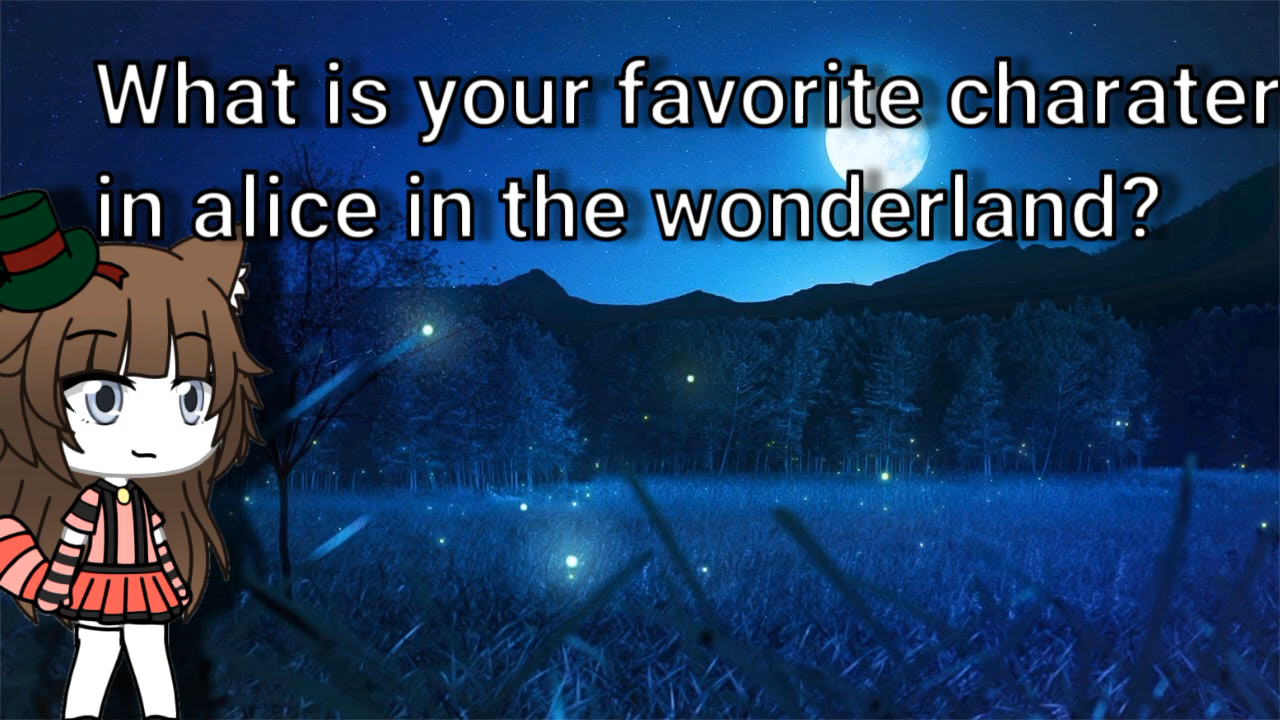 What is your favorite charater
in alice in the wonderland?